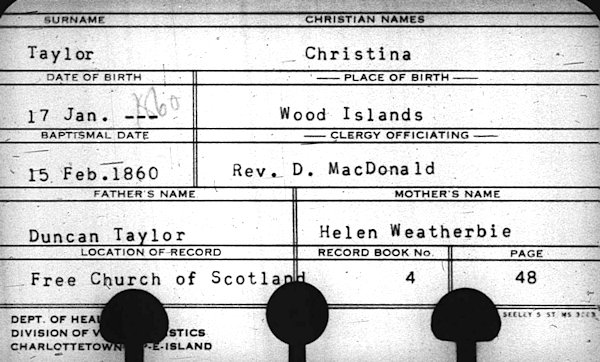 SURNAME CHRISTIAN NAMES
Taylor Christina
DATE OF BIRTH PLACE OF BIRTH
17 Jan. --- 1860 Wood Islands
BAPTISMAL DATE CLERGY OFFICIATING
15 Feb.1860 Rev. D. MacDonald
FATHER'S NAME MOTHER'S NAME
Duncan Taylor Helen Weatherbie
LOCATION OF RECORD RECORD BOOK No. PAGE
Free Church of Scotland 4 48
DEPT. OF HEAL
DIVISION OF V ISTICS
CHARLOTTETOWN P-E-ISLAND